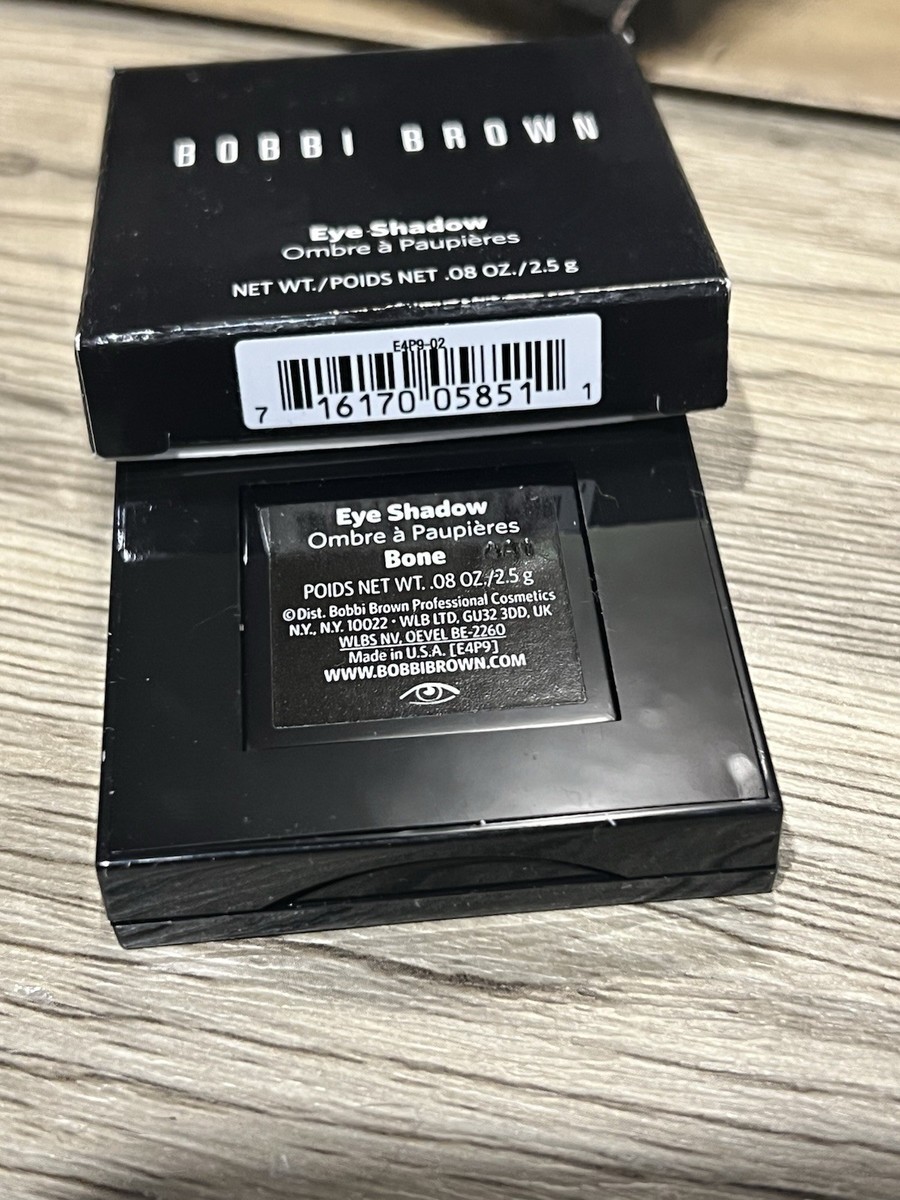 BOBBI BROWN
Eye Shadow
Ombre à Paupières
NET WT./POIDS NET .08 OZ./2.5 g
E4P9-02
7 16170 05851 1
Eye Shadow
Ombre à Paupières
Bone
POIDS NET WT. .08 OZ./2.5 g
©Dist. Bobbi Brown Professional Cosmetics
N.Y., N.Y. 10022 • WLB LTD, GU32 3DD, UK
WLBS NV, OEVEL BE-2260
Made in U.S.A. [E4P9]
WWW.BOBBIBROWN.COM